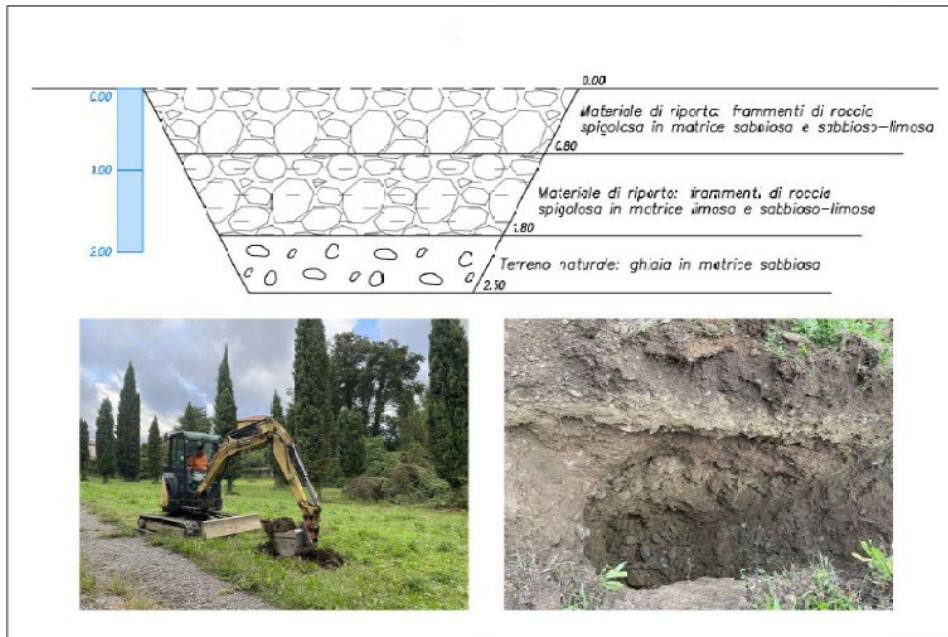 0.00
0.00
Materiale di riporto: frammenti di roccia
spigolosa in matrice sabbiosa e sabbioso-limosa
0.80
1.00
Materiale di riporto: frammenti di roccia
spigolosa in matrice limosa e sabbioso-limosa
1.80
2.00
Terreno naturale: ghiaia in matrice sabbiosa
2.50